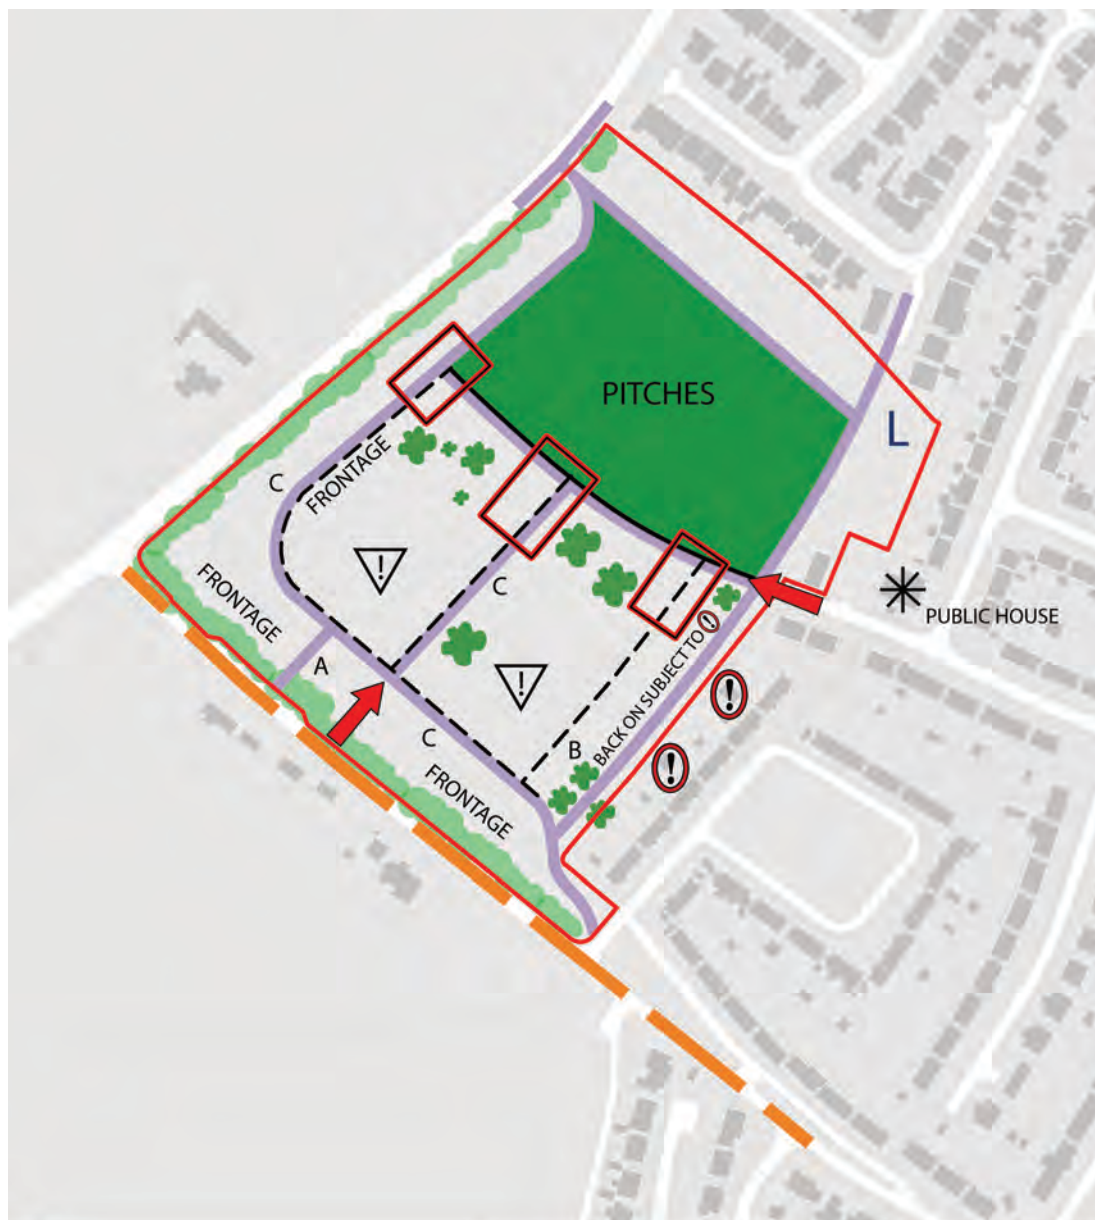 PITCHES
L
FRONTAGE
C
!
C
FRONTAGE
PUBLIC HOUSE
BACK ON SUBJECT TO !
A
!
!
C
B
!
FRONTAGE